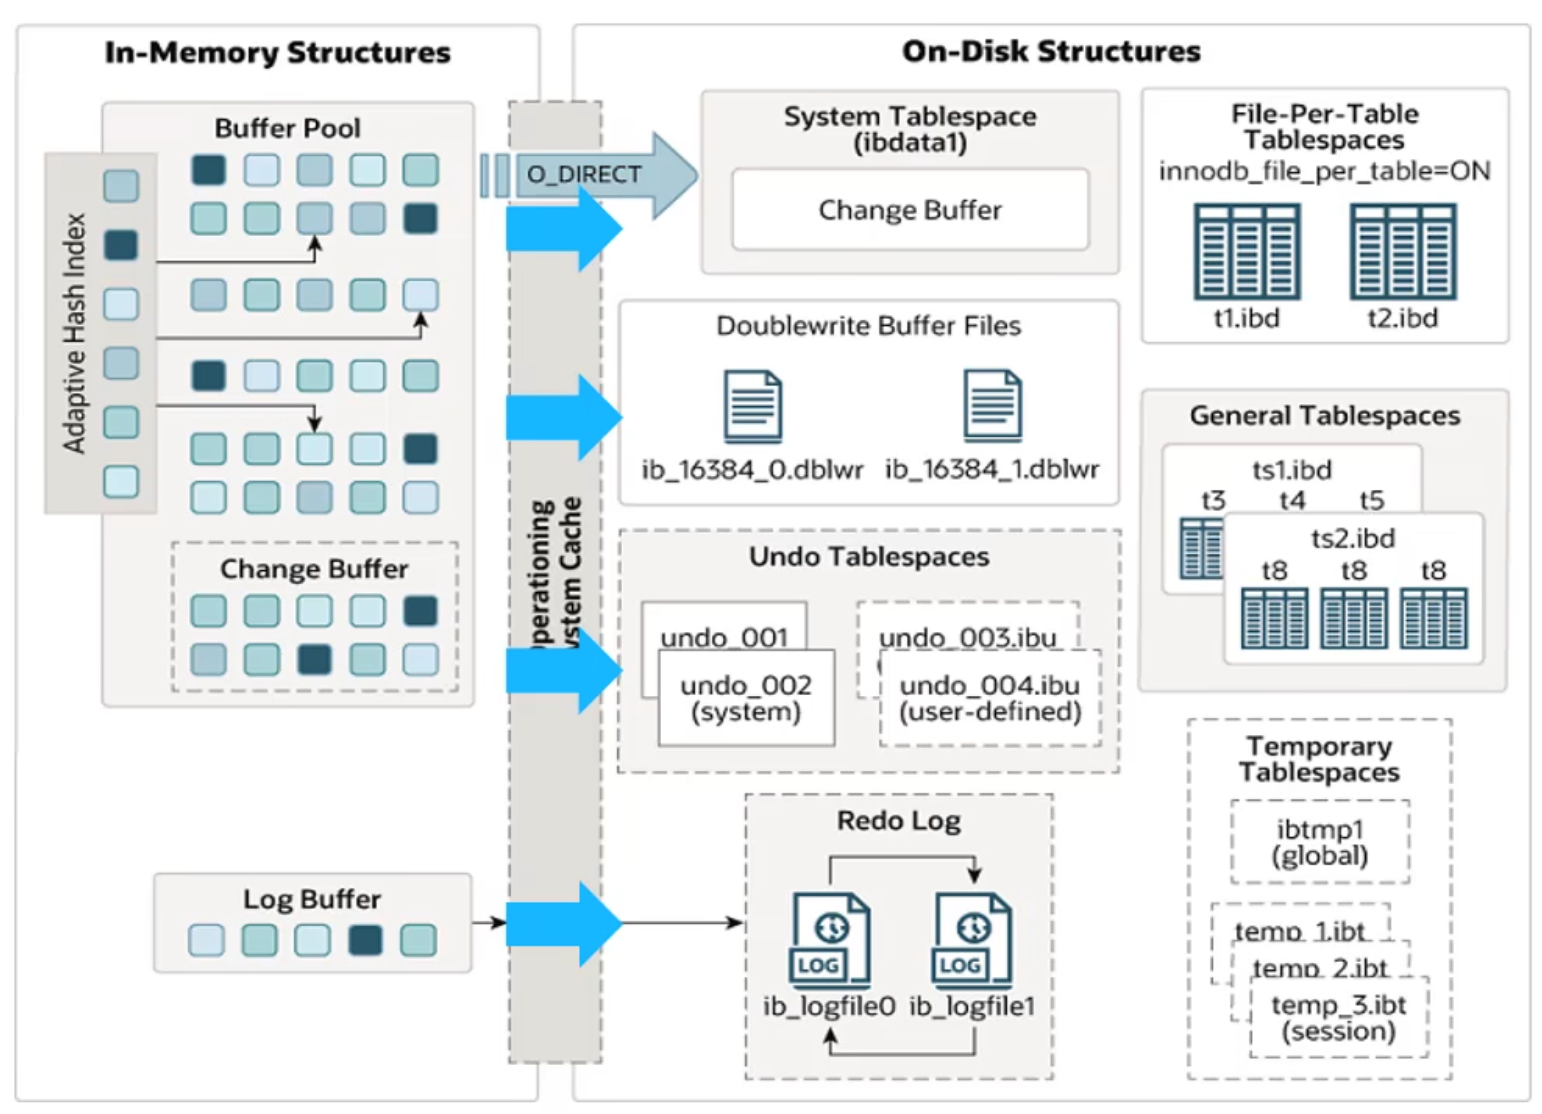 In-Memory Structures
Buffer Pool
Adaptive Hash Index
Change Buffer
Log Buffer
O_DIRECT
On-Disk Structures
System Tablespace
(ibdata1)
Change Buffer
Doublewrite Buffer Files
ib_16384_0.dblwr
ib_16384_1.dblwr
Undo Tablespaces
undo_001
undo_002
(system)
undo_003.ibu
undo_004.ibu
(user-defined)
Redo Log
LOG
LOG
ib_logfile0
ib_logfile1
File-Per-Table
Tablespaces
innodb_file_per_table=ON
t1.ibd
t2.ibd
General Tablespaces
ts1.ibd
t3
t4
t5
ts2.ibd
t8
t8
t8
Temporary
Tablespaces
ibtmp1
(global)
temp_1.ibt
temp_2.ibt
temp_3.ibt
(session)
perationing
Cache